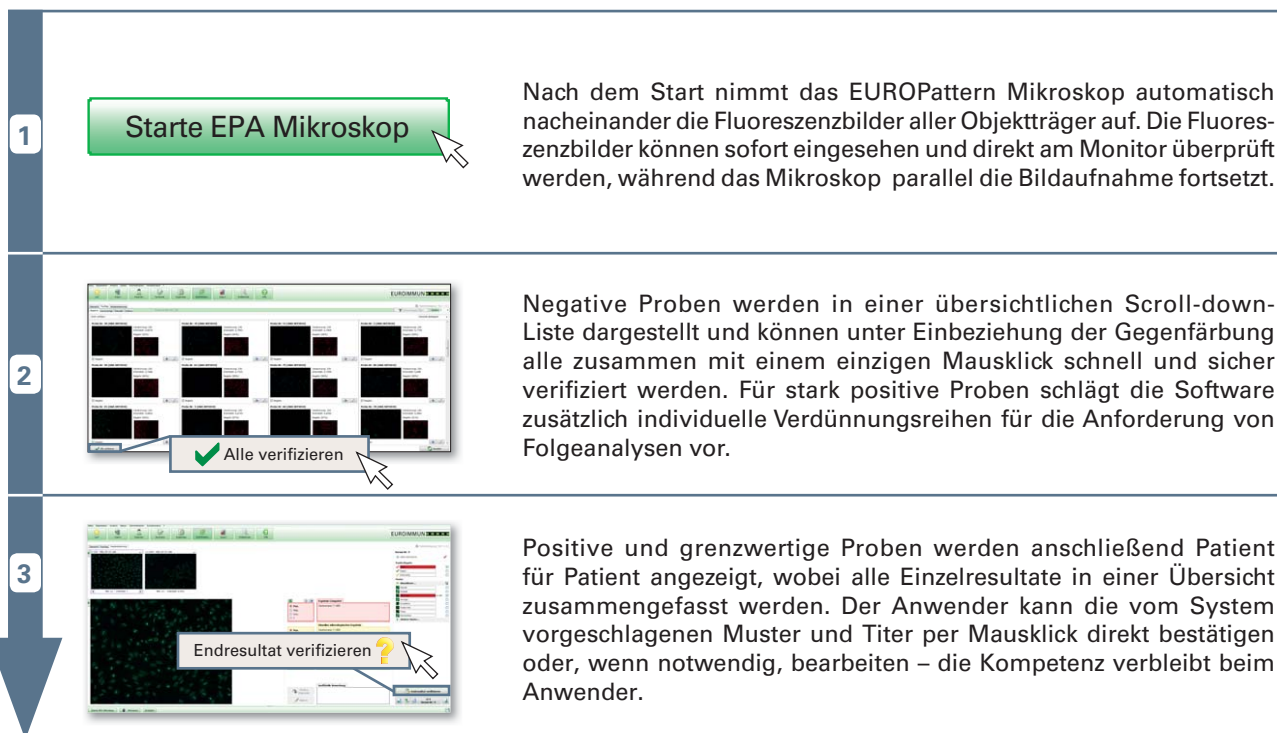 1
Starte EPA Mikroskop
Nach dem Start nimmt das EUROPattern Mikroskop automatisch
nacheinander die Fluoreszenzbilder aller Objektträger auf. Die Fluores-
zenzbilder können sofort eingesehen und direkt am Monitor überprüft
werden, während das Mikroskop parallel die Bildaufnahme fortsetzt.
2
EUROIMMUN
Alle verifizieren
Negative Proben werden in einer übersichtlichen Scroll-down-
Liste dargestellt und können unter Einbeziehung der Gegenfärbung
alle zusammen mit einem einzigen Mausklick schnell und sicher
verifiziert werden. Für stark positive Proben schlägt die Software
zusätzlich individuelle Verdünnungsreihen für die Anforderung von
Folgeanalysen vor.
3
EUROIMMUN
Endresultat verifizieren
Positive und grenzwertige Proben werden anschließend Patient
für Patient angezeigt, wobei alle Einzelresultate in einer Übersicht
zusammengefasst werden. Der Anwender kann die vom System
vorgeschlagenen Muster und Titer per Mausklick direkt bestätigen
oder, wenn notwendig, bearbeiten – die Kompetenz verbleibt beim
Anwender.